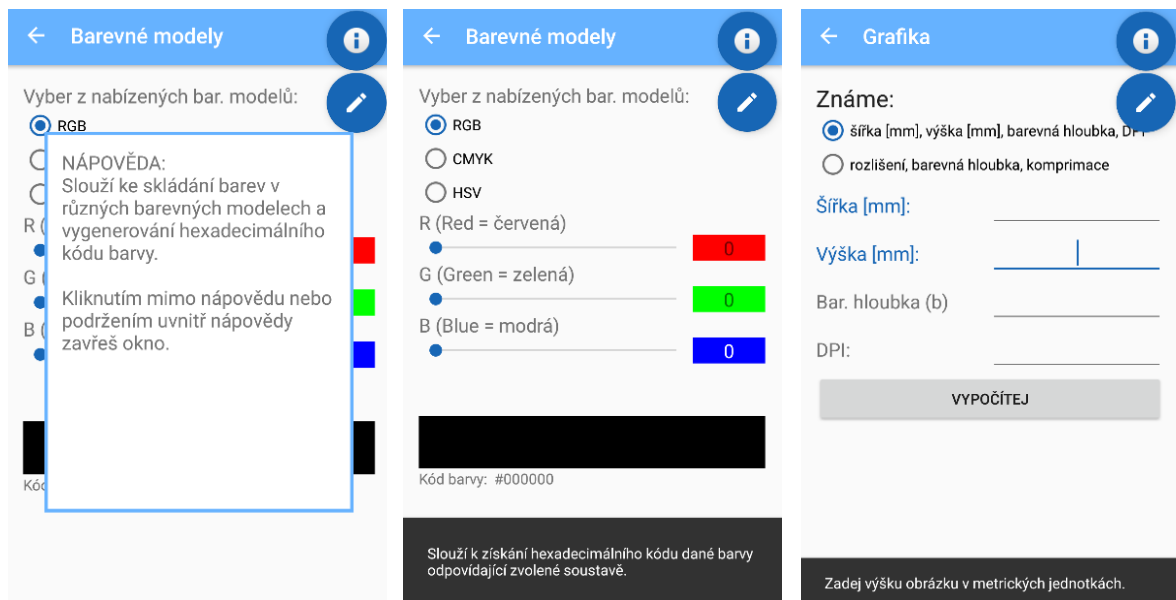 Barevné modely
Vyber z nabízených bar. modelů:
RGB
NÁPOVĚDA:
Slouží ke skládání barev v
různých barevných modelech a
vygenerování hexadecimálního
kódu barvy.
Kliknutím mimo nápovědu nebo
podržením uvnitř nápovědy
zavřeš okno.
R (
G (
B (
Kód
Barevné modely
Vyber z nabízených bar. modelů:
RGB
CMYK
HSV
R (Red = červená)
0
G (Green = zelená)
0
B (Blue = modrá)
0
Kód barvy: #000000
Slouží k získání hexadecimálního kódu dané barvy
odpovídající zvolené soustavě.
Grafika
Známe:
šířka [mm], výška [mm], barevná hloubka, DPI
rozlišení, barevná hloubka, komprimace
Šířka [mm]:
Výška [mm]:
Bar. hloubka (b)
DPI:
VYPOČÍTEJ
Zadej výšku obrázku v metrických jednotkách.